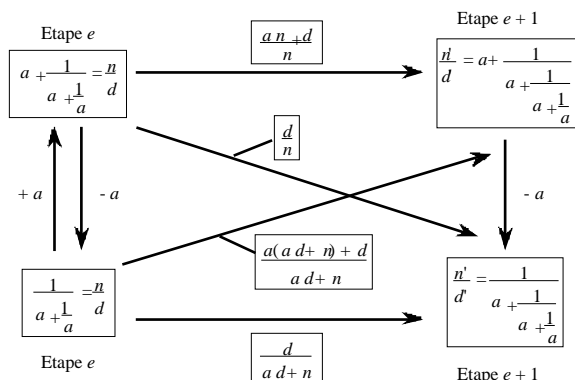 Etape e
Etape e + 1
a + 1/(a + 1/a) = n/d
(a n + d)/n
n'/d = a + 1/(a + 1/(a + 1/a))
d/n
+ a
- a
- a
1/(a + 1/a) = n/d
(a(a d + n) + d)/(a d + n)
n'/d' = 1/(a + 1/(a + 1/a))
d/(a d + n)
Etape e
Etape e + 1